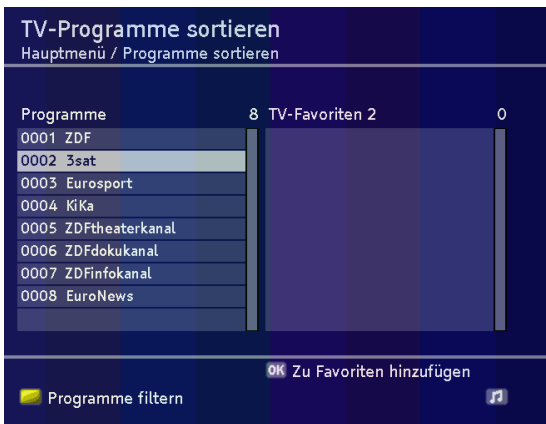 TV-Programme sortieren
Hauptmenü / Programme sortieren
Programme 8 TV-Favoriten 2 0
0001 ZDF
0002 3sat
0003 Eurosport
0004 KiKa
0005 ZDFtheaterkanal
0006 ZDFdokukanal
0007 ZDFinfokanal
0008 EuroNews
OK Zu Favoriten hinzufügen
Programme filtern